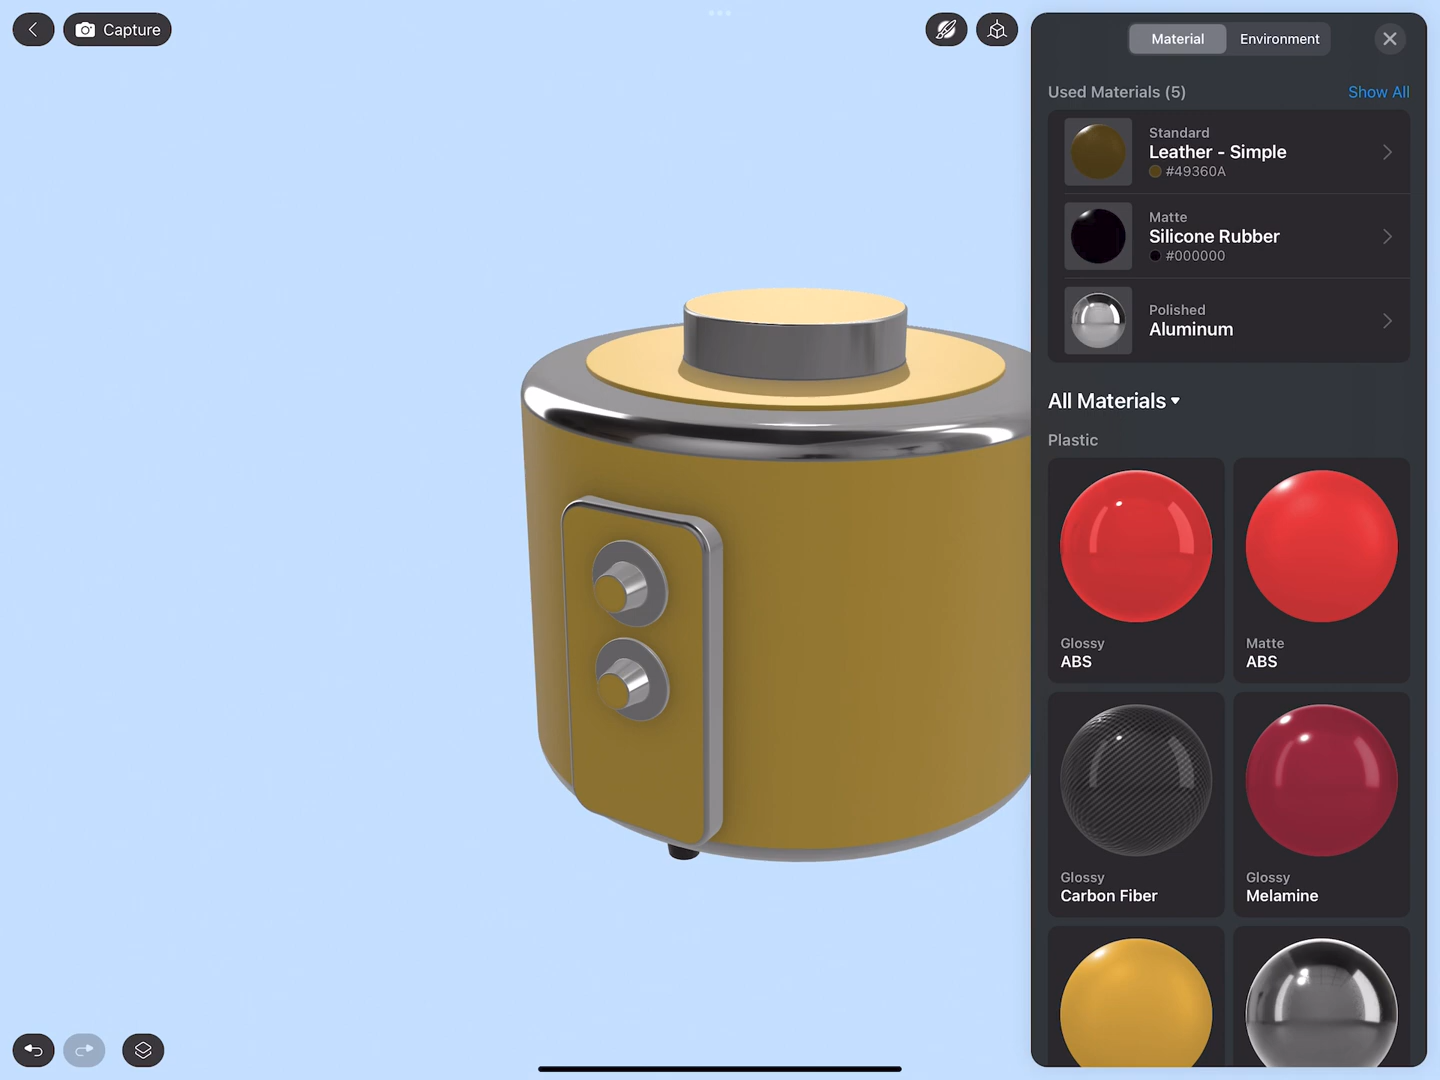 Capture
Material
Environment
Used Materials (5)
Show All
Standard
Leather - Simple
#49360A
Matte
Silicone Rubber
#000000
Polished
Aluminum
All Materials
Plastic
Glossy
ABS
Matte
ABS
Glossy
Carbon Fiber
Glossy
Melamine